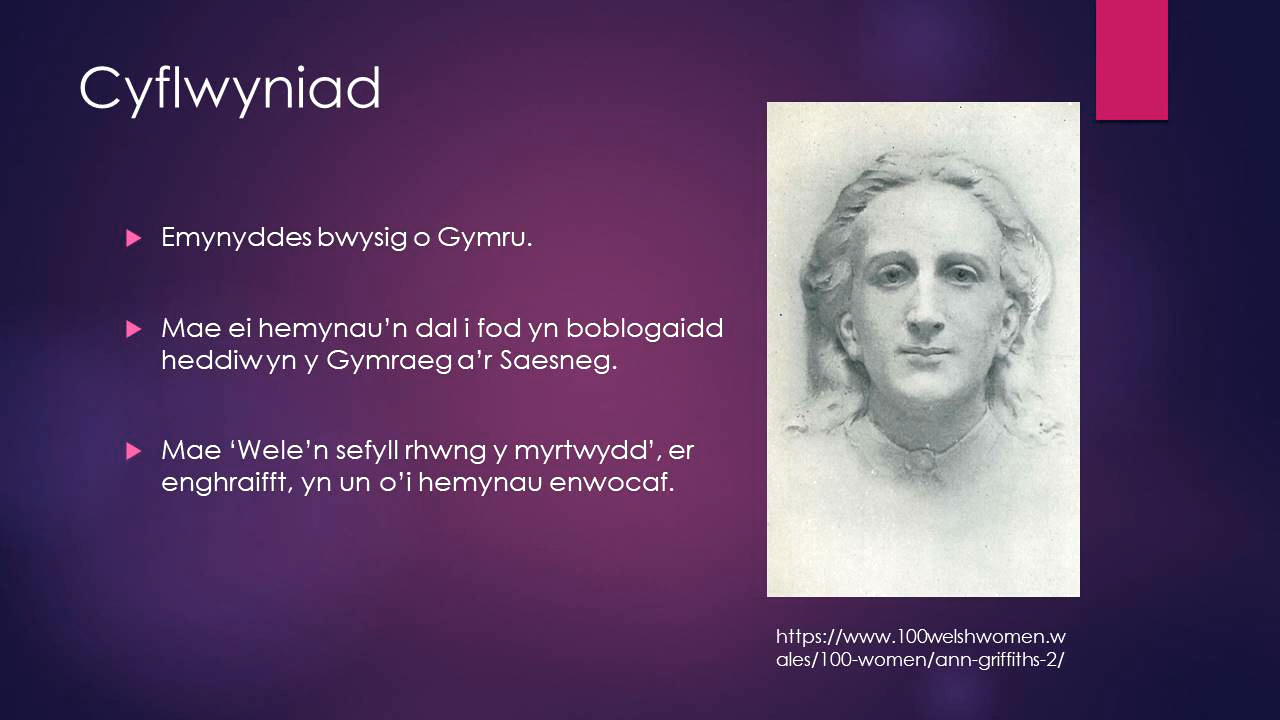 Cyflwyniad
Emynyddes bwysig o Gymru.
Mae ei hemynau’n dal i fod yn boblogaidd
heddiw yn y Gymraeg a’r Saesneg.
Mae ‘Wele’n sefyll rhwng y myrtwydd’, er
enghraifft, yn un o’i hemynau enwocaf.
https://www.100welshwomen.w
ales/100-women/ann-griffiths-2/